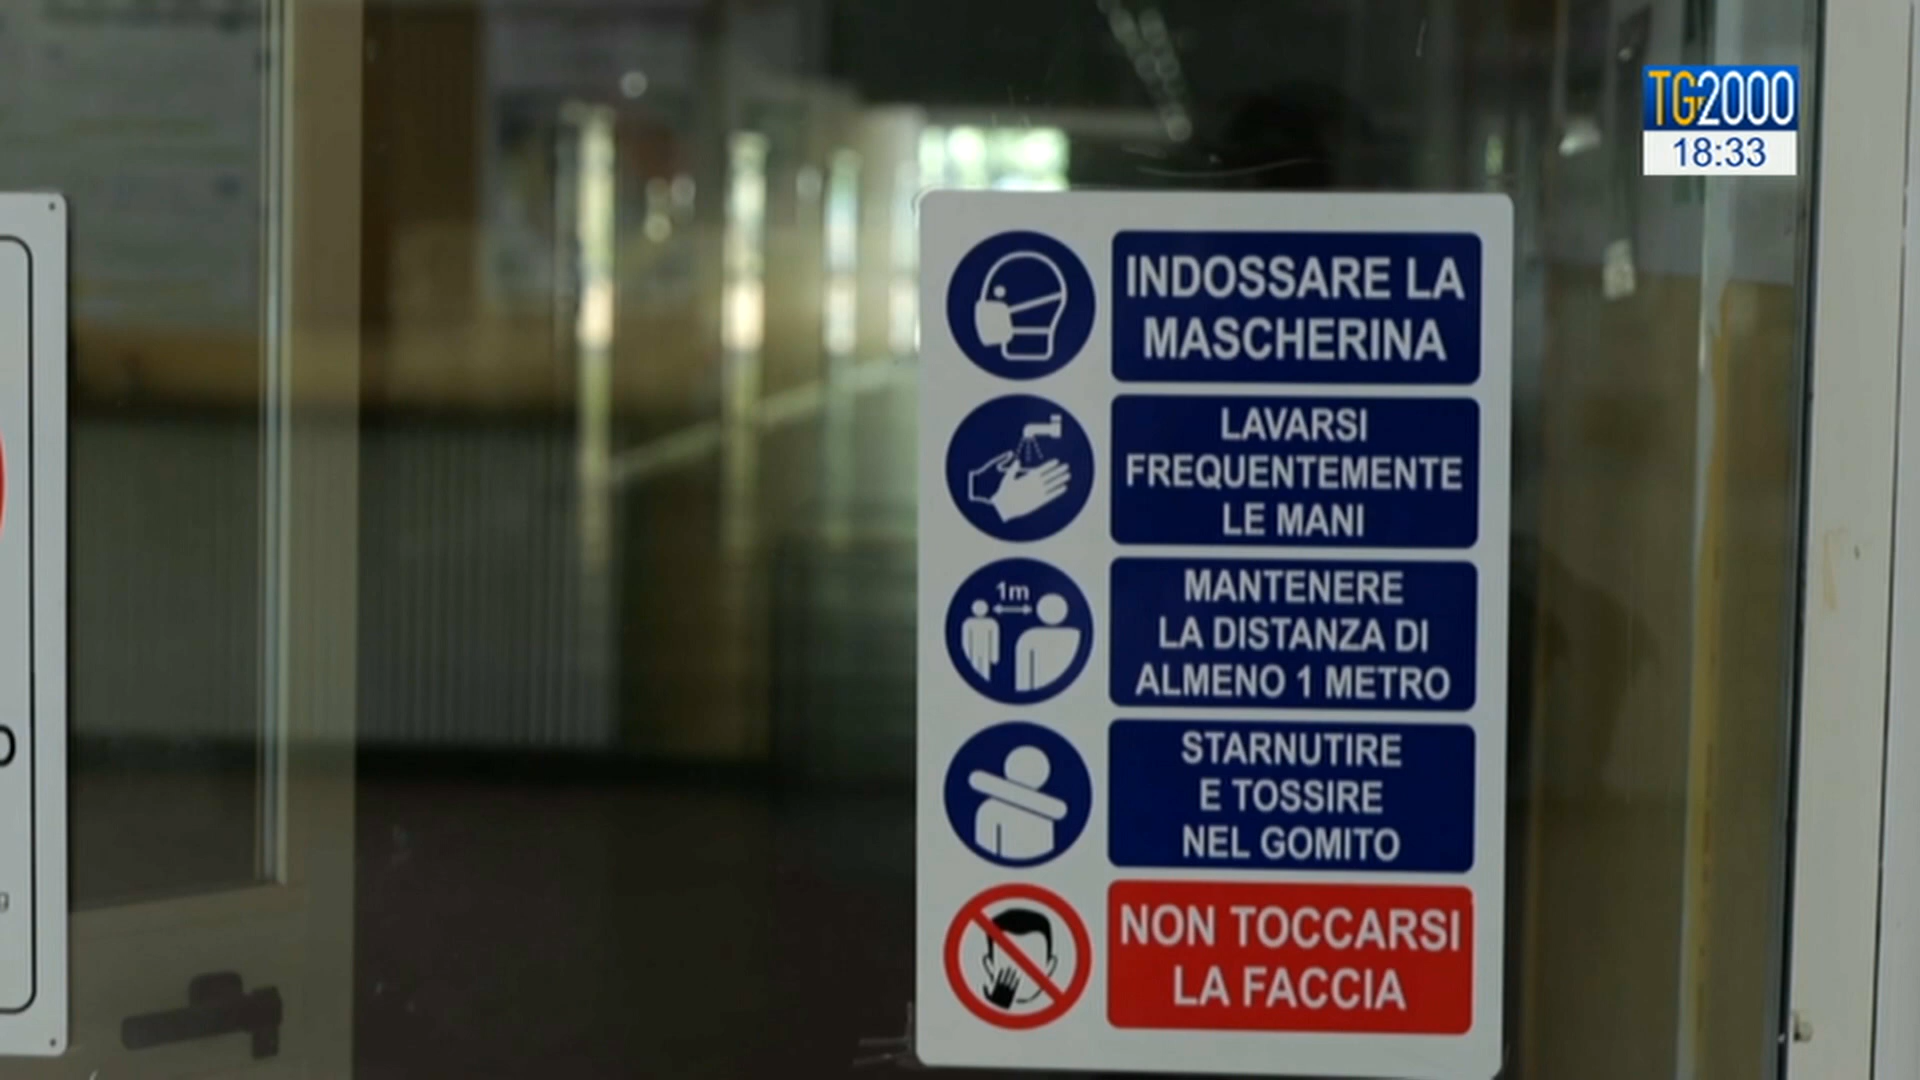 TG2000
18:33
INDOSSARE LA
MASCHERINA
LAVARSI
FREQUENTEMENTE
LE MANI
1m
MANTENERE
LA DISTANZA DI
ALMENO 1 METRO
STARNUTIRE
E TOSSIRE
NEL GOMITO
NON TOCCARSI
LA FACCIA